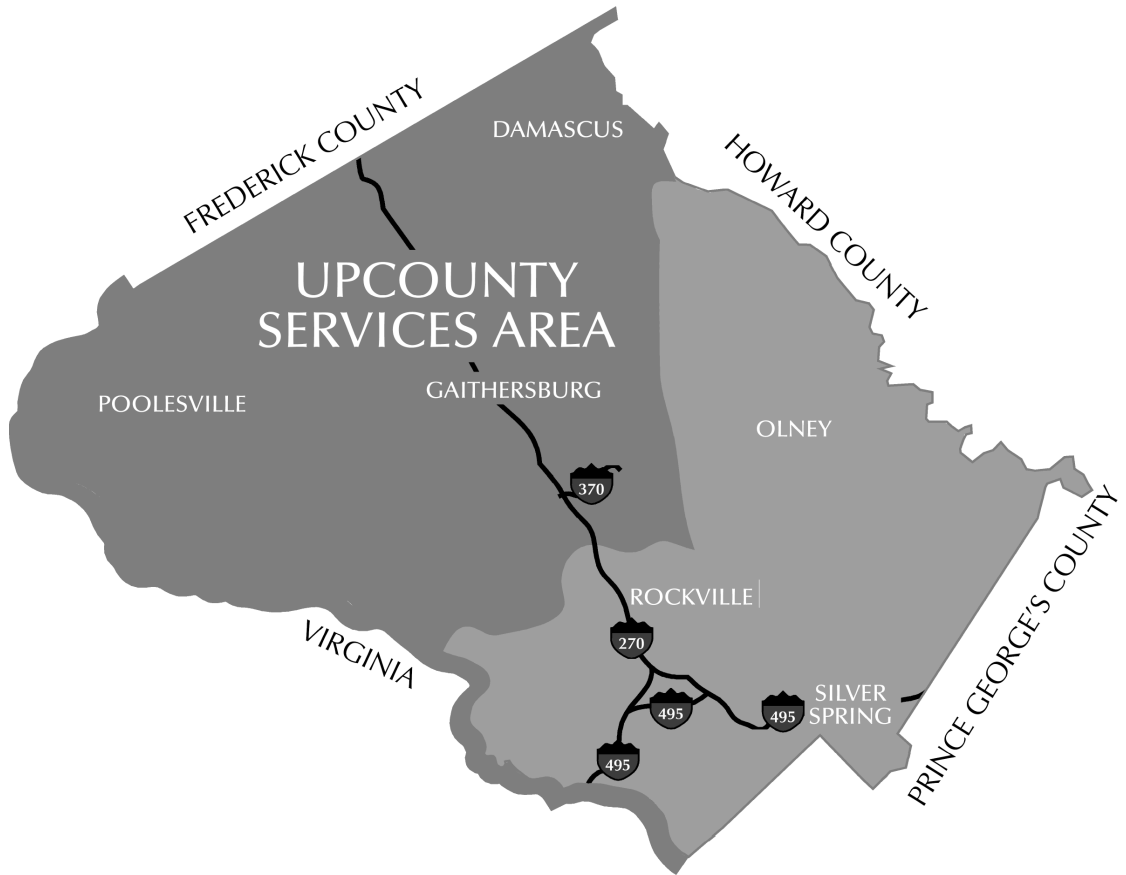 FREDERICK COUNTY
DAMASCUS
HOWARD COUNTY
UPCOUNTY
SERVICES AREA
GAITHERSBURG
POOLESVILLE
OLNEY
370
ROCKVILLE
270
VIRGINIA
PRINCE GEORGE'S COUNTY
SILVER
SPRING
495
495
495